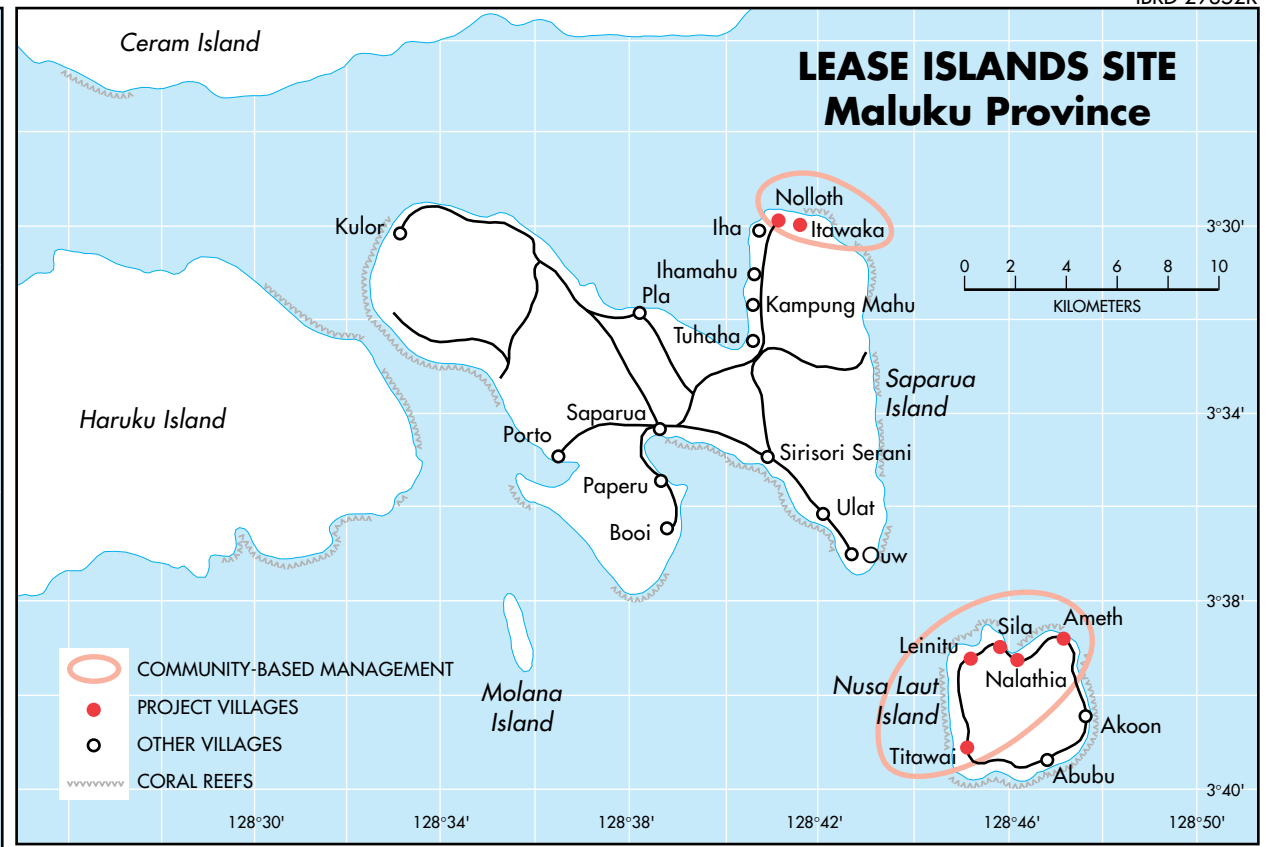 LEASE ISLANDS SITE
Maluku Province
Ceram Island
Nolloth
Itawaka
Kulor
Iha
3°30'
Ihamahu
0 2 4 6 8 10
KILOMETERS
Pla
Kampung Mahu
Tuhaha
Saparua
Island
Haruku Island
Saparua
3°34'
Porto
Sirisori Serani
Paperu
Ulat
Booi
uw
3°38'
Sila
Ameth
Leinitu
Nalathia
Nusa Laut
Island
Molana
Island
Akoon
Titawai
Abubu
3°40'
COMMUNITY-BASED MANAGEMENT
PROJECT VILLAGES
OTHER VILLAGES
CORAL REEFS
128°30' 128°34' 128°38' 128°42' 128°46' 128°50'